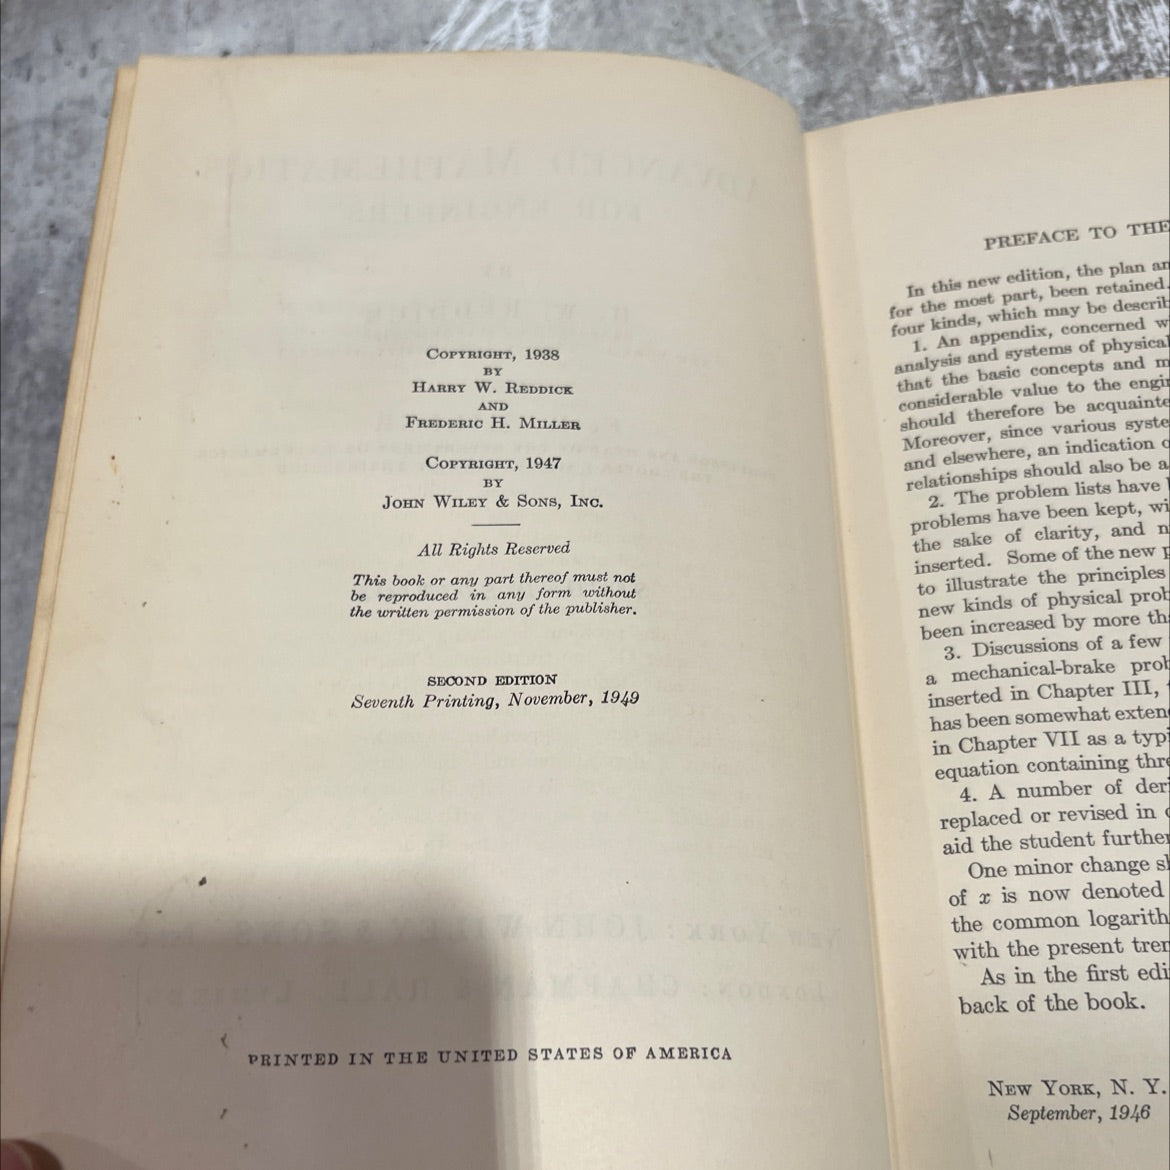 COPYRIGHT, 1938
BY
HARRY W. REDDICK
AND
FREDERIC H. MILLER
COPYRIGHT, 1947
BY
JOHN WILEY & SONS, INC.
All Rights Reserved
This book or any part thereof must not
be reproduced in any form without
the written permission of the publisher.
SECOND EDITION
Seventh Printing, November, 1949
PRINTED IN THE UNITED STATES OF AMERICA
PREFACE TO THE
In this new edition, the plan an
for the most part, been retained.
four kinds, which may be describ
1. An appendix, concerned w
analysis and systems of physical
that the basic concepts and m
considerable value to the engi
should therefore be acquainte
Moreover, since various syste
and elsewhere, an indication o
relationships should also be a
2. The problem lists have
problems have been kept, wi
the sake of clarity, and n
inserted. Some of the new p
to illustrate the principles
new kinds of physical prob
been increased by more tha
3. Discussions of a few
a mechanical-brake prob
inserted in Chapter III,
has been somewhat extend
in Chapter VII as a typi
equation containing thre
4. A number of deri
replaced or revised in
aid the student further
One minor change s
of x is now denoted
the common logarith
with the present tren
As in the first edi
back of the book.
NEW YORK, N. Y.
September, 1946